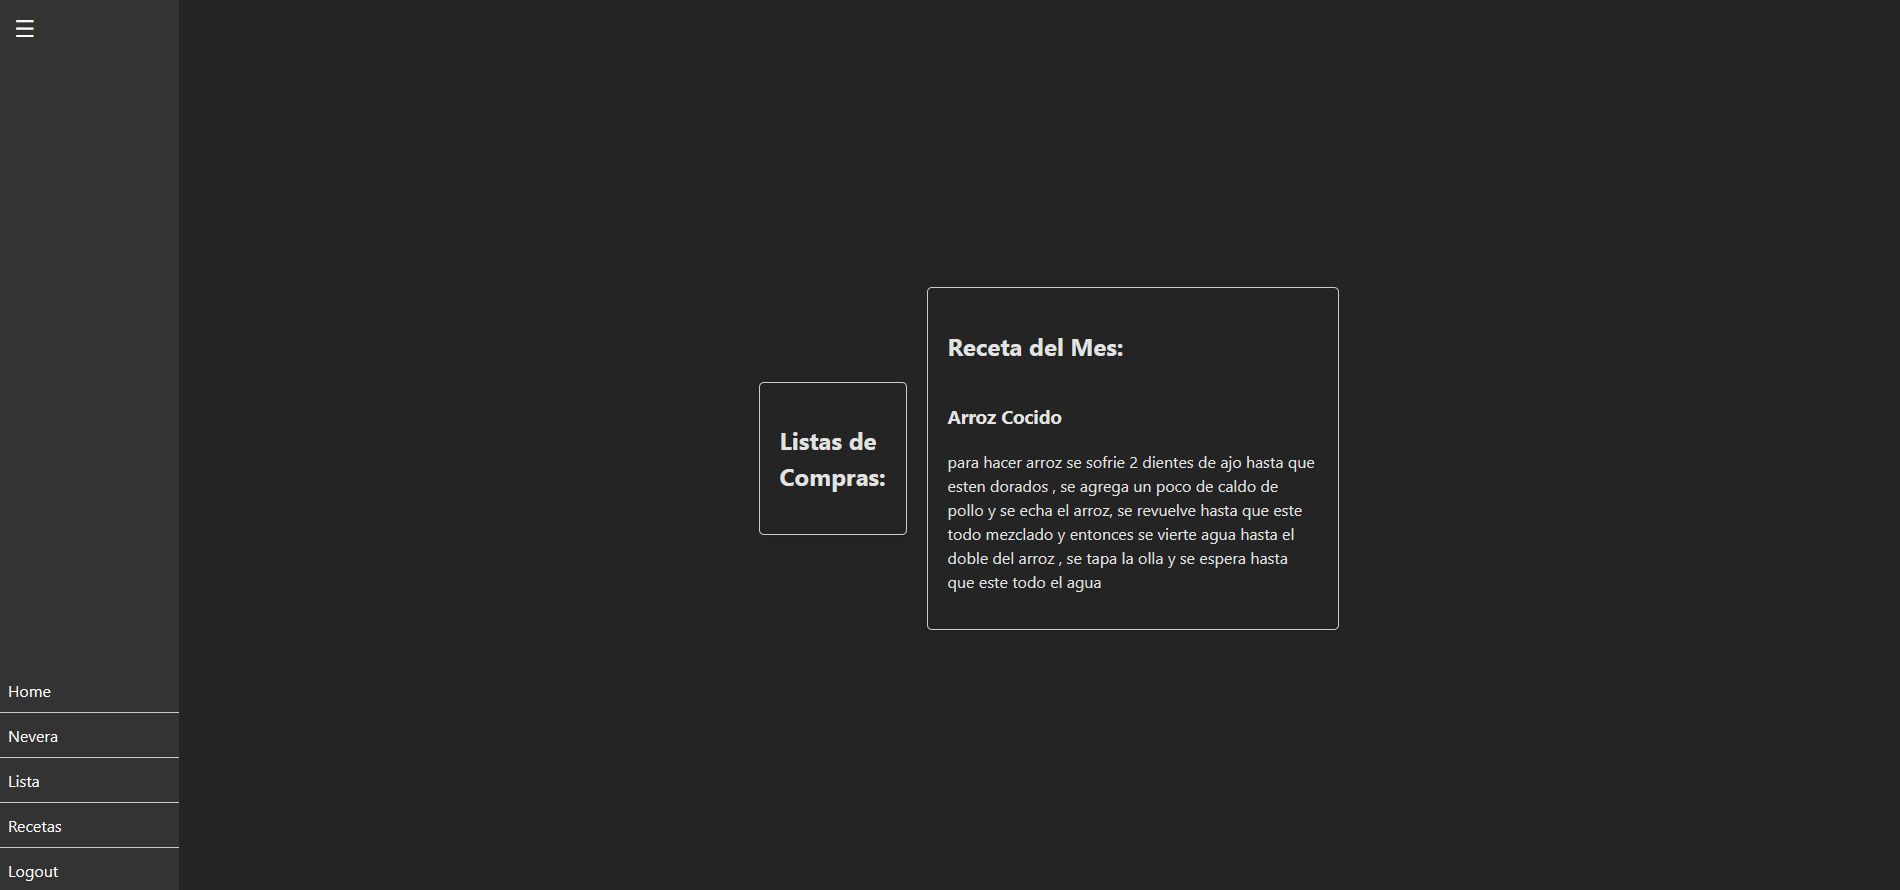 ☰
Home
Nevera
Lista
Recetas
Logout
Listas de
Compras:
Receta del Mes:
Arroz Cocido
para hacer arroz se sofrie 2 dientes de ajo hasta que
esten dorados , se agrega un poco de caldo de
pollo y se echa el arroz, se revuelve hasta que este
todo mezclado y entonces se vierte agua hasta el
doble del arroz , se tapa la olla y se espera hasta
que este todo el agua